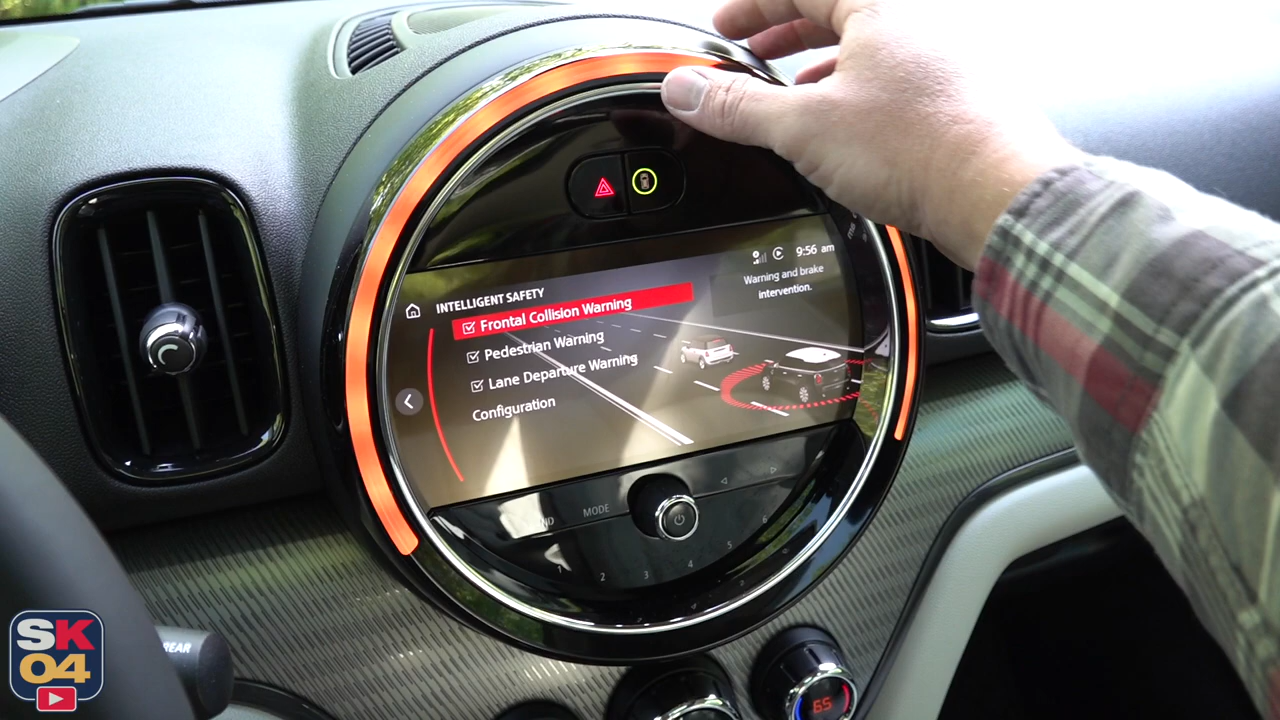 9:56 am
Warning and brake
intervention.
INTELLIGENT SAFETY
Frontal Collision Warning
Pedestrian Warning
Lane Departure Warning
Configuration
MODE
1 2 3 4 5 6
REAR
65
SK
04